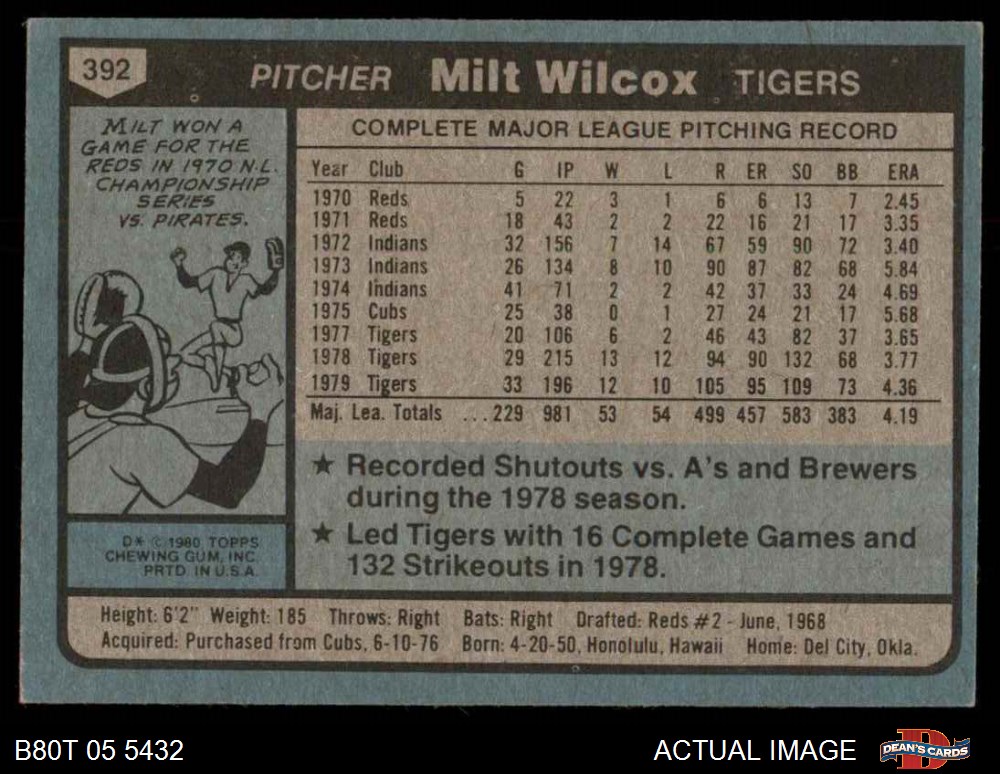 392 PITCHER Milt Wilcox TIGERS
MILT WON A
GAME FOR THE
REDS IN 1970 N.L.
CHAMPIONSHIP
SERIES
VS. PIRATES.
D* © 1980 TOPPS
CHEWING GUM, INC.
PRTD. IN U.S.A.
COMPLETE MAJOR LEAGUE PITCHING RECORD
Year Club G IP W L R ER SO BB ERA
1970 Reds 5 22 3 1 6 6 13 7 2.45
1971 Reds 18 43 2 2 22 16 21 17 3.35
1972 Indians 32 156 7 14 67 59 90 72 3.40
1973 Indians 26 134 8 10 90 87 82 68 5.84
1974 Indians 41 71 2 2 42 37 33 24 4.69
1975 Cubs 25 38 0 1 27 24 21 17 5.68
1977 Tigers 20 106 6 2 46 43 82 37 3.65
1978 Tigers 29 215 13 12 94 90 132 68 3.77
1979 Tigers 33 196 12 10 105 95 109 73 4.36
Maj. Lea. Totals ...229 981 53 54 499 457 583 383 4.19
★ Recorded Shutouts vs. A's and Brewers
during the 1978 season.
★ Led Tigers with 16 Complete Games and
132 Strikeouts in 1978.
Height: 6'2" Weight: 185 Throws: Right Bats: Right Drafted: Reds #2 - June, 1968
Acquired: Purchased from Cubs, 6-10-76 Born: 4-20-50, Honolulu, Hawaii Home: Del City, Okla.
B80T 05 5432 ACTUAL IMAGE DEAN'S CARDS